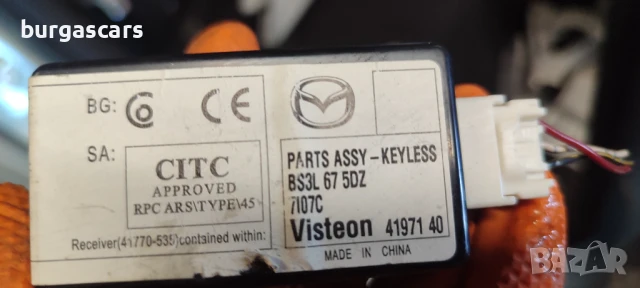 burgascars
BG:
CE
SA:
CITC
APPROVED
RPC ARS\TYPE\45
Receiver(41770-535)contained within:
PARTS ASSY-KEYLESS
BS3L 67 5DZ
7I07C
Visteon 41971 40
MADE IN CHINA
BAZAR